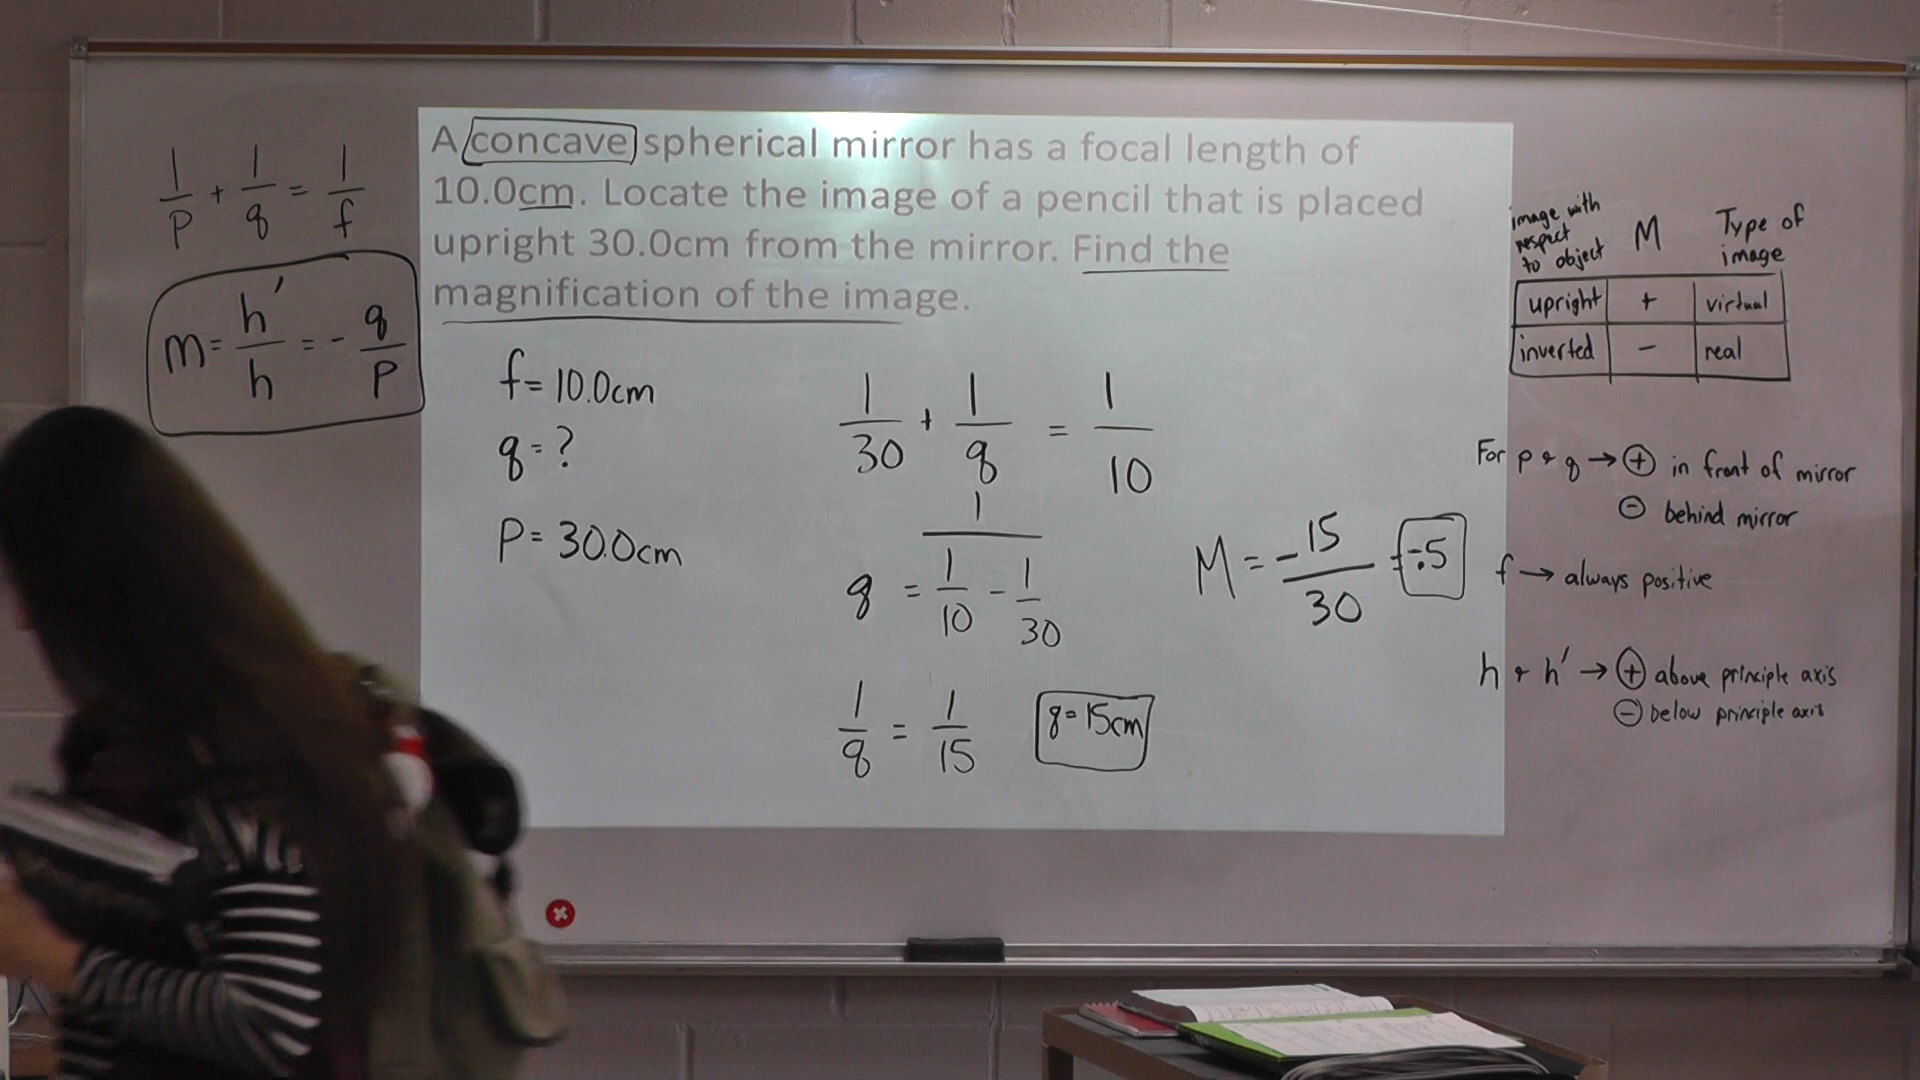 1/p + 1/q = 1/f
m = h'/h = - q/p
A concave spherical mirror has a focal length of
10.0cm. Locate the image of a pencil that is placed
upright 30.0cm from the mirror. Find the
magnification of the image.
f = 10.0cm
q = ?
P = 30.0cm
1/30 + 1/q = 1/10
1
q = 1/10 - 1/30
1/q = 1/15
q = 15cm
M = -15/30 = -.5
image with
respect
to object
M
Type of
image
upright + virtual
inverted - real
For p & q → + in front of mirror
- behind mirror
f → always positive
h & h' → + above principle axis
- below principle axis